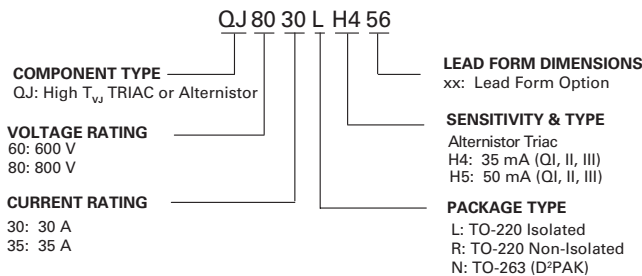 QJ 80 30 L H4 56
COMPONENT TYPE
QJ: High TVJ TRIAC or Alternistor
VOLTAGE RATING
60: 600 V
80: 800 V
CURRENT RATING
30: 30 A
35: 35 A
LEAD FORM DIMENSIONS
xx: Lead Form Option
SENSITIVITY & TYPE
Alternistor Triac
H4: 35 mA (QI, II, III)
H5: 50 mA (QI, II, III)
PACKAGE TYPE
L: TO-220 Isolated
R: TO-220 Non-Isolated
N: TO-263 (D²PAK)